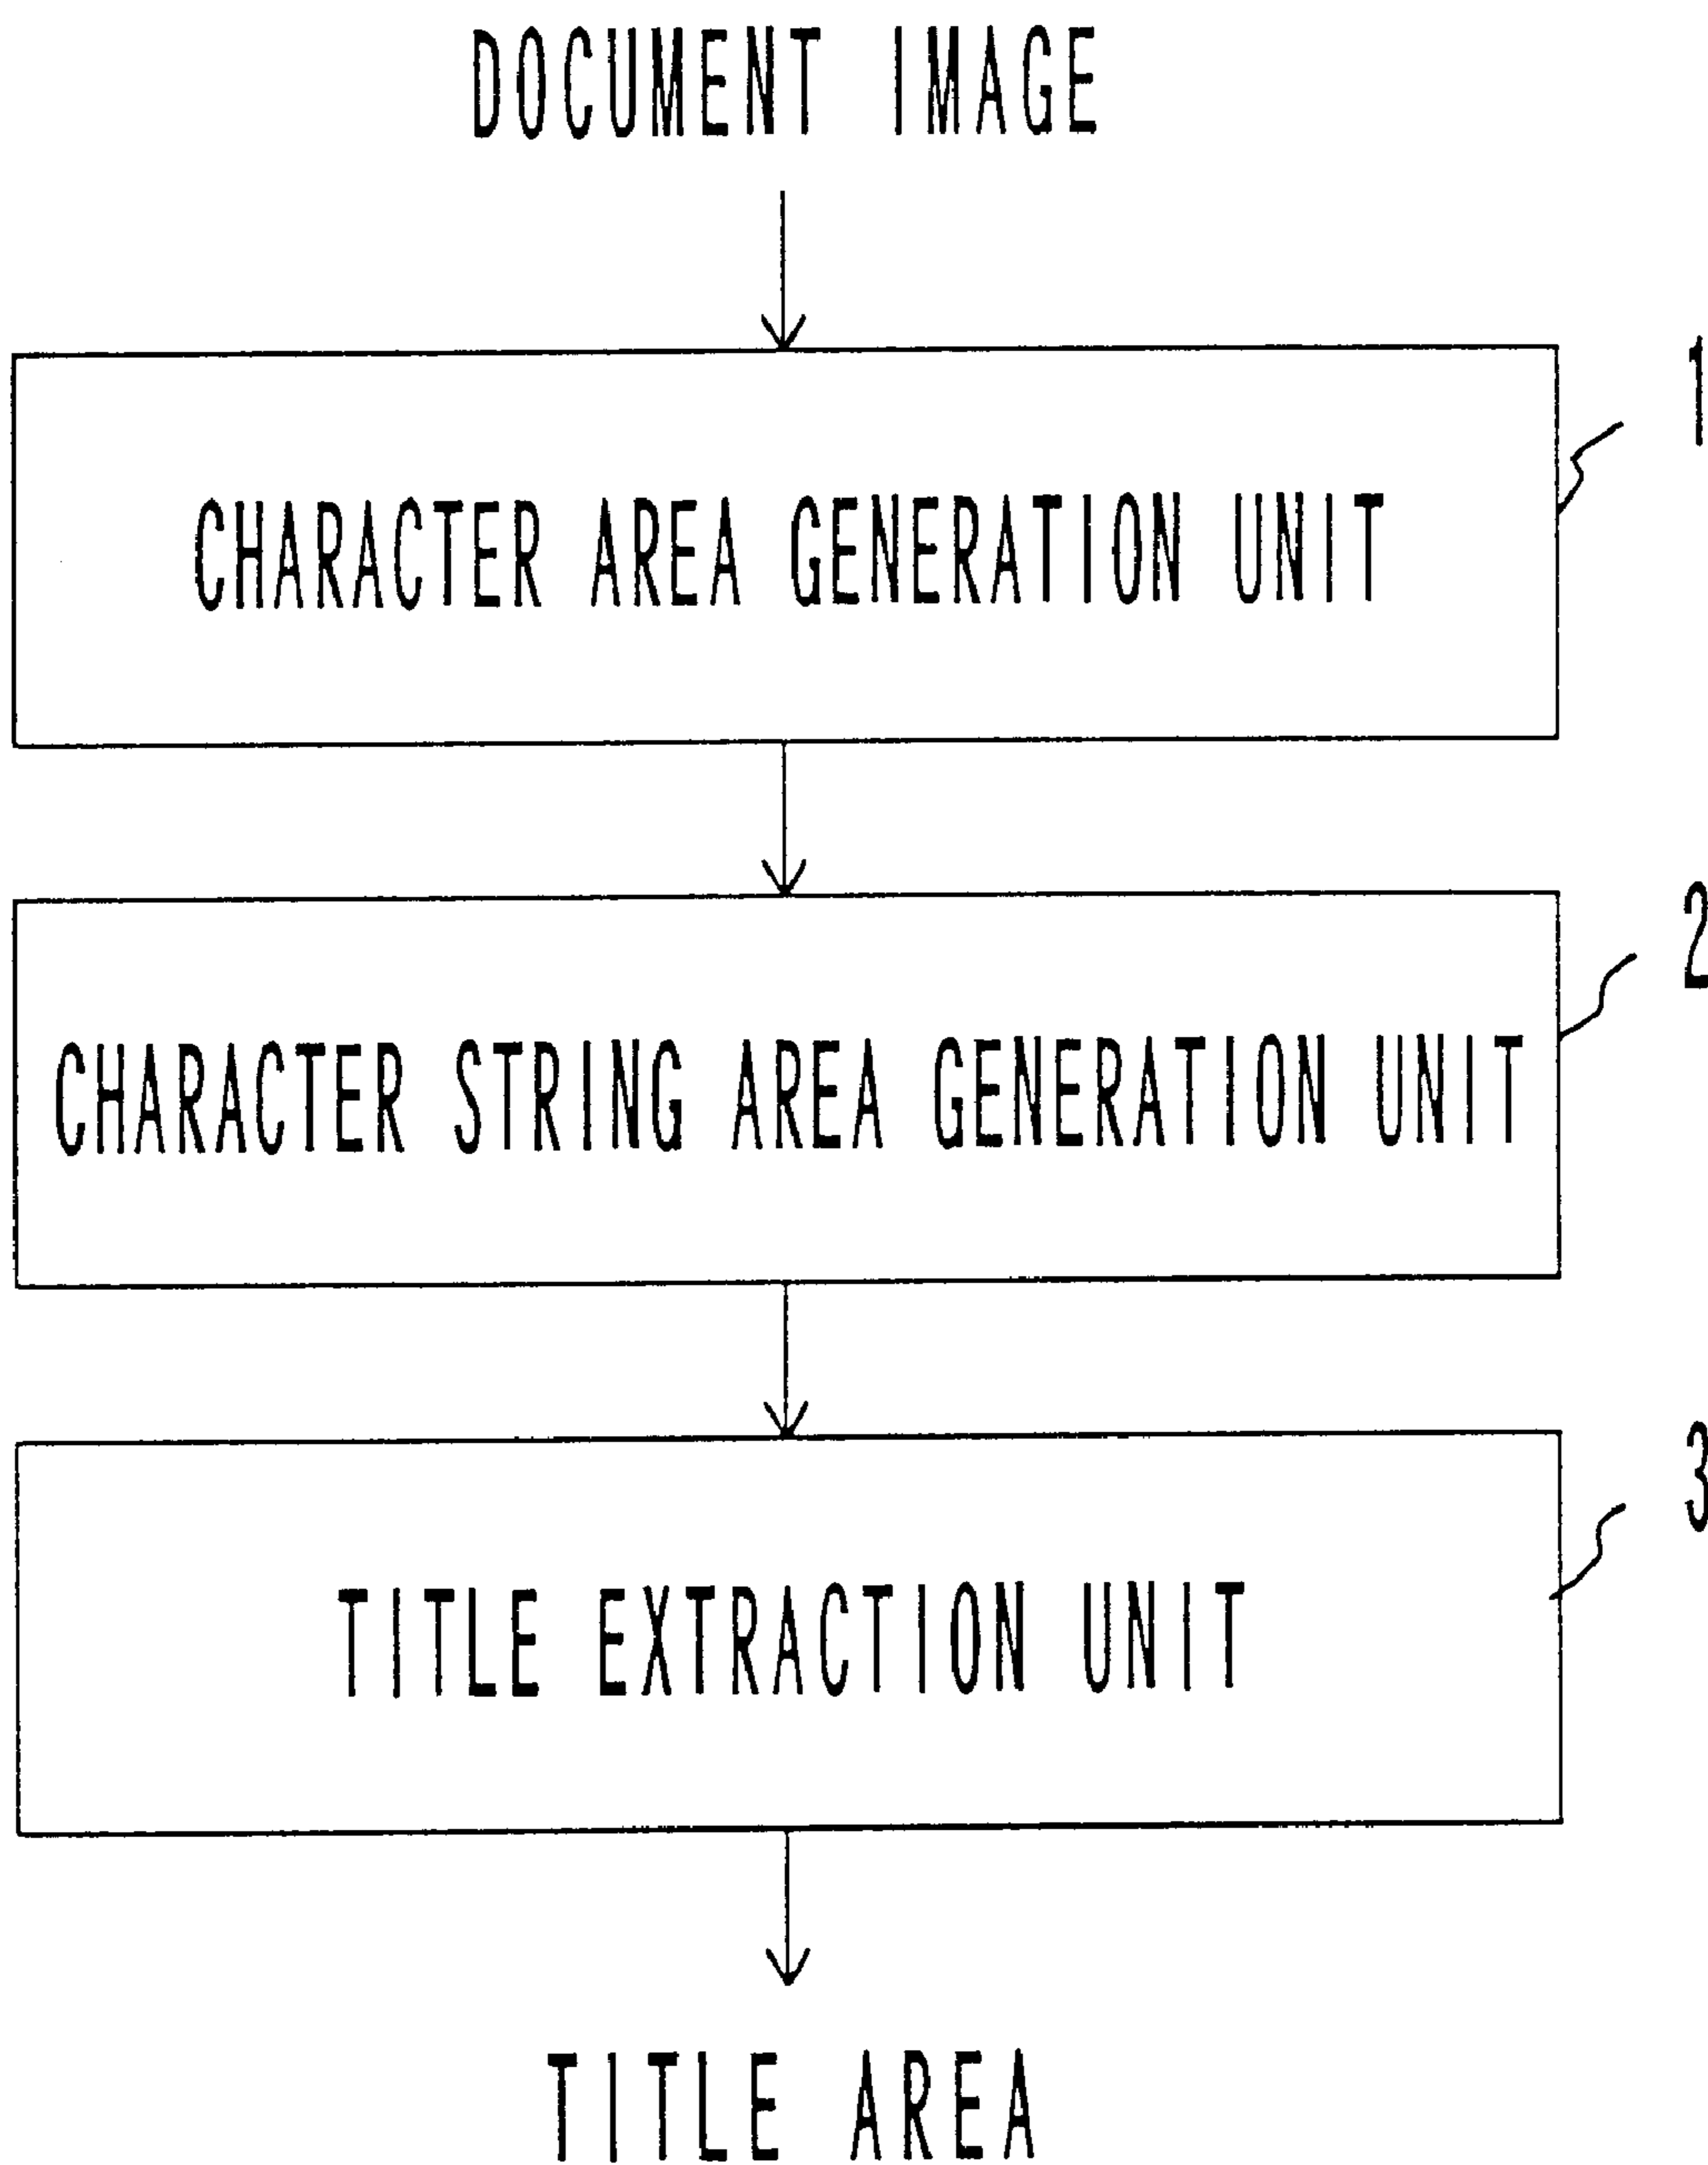 DOCUMENT IMAGE
1
CHARACTER AREA GENERATION UNIT
2
CHARACTER STRING AREA GENERATION UNIT
3
TITLE EXTRACTION UNIT
TITLE AREA